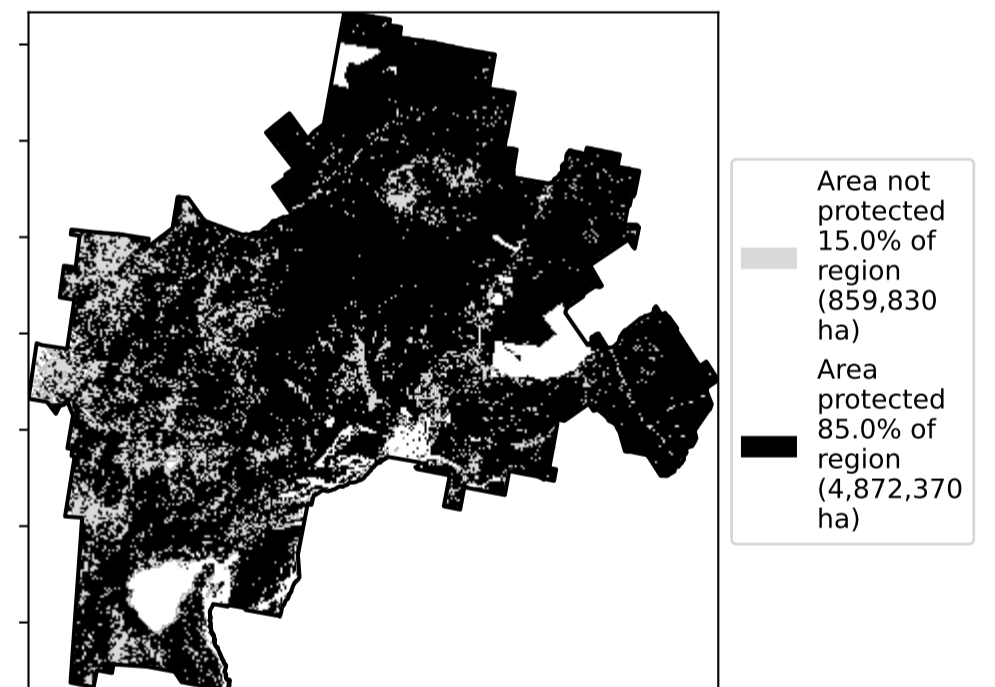 Area not
protected
15.0% of
region
(859,830
ha)
Area
protected
85.0% of
region
(4,872,370
ha)